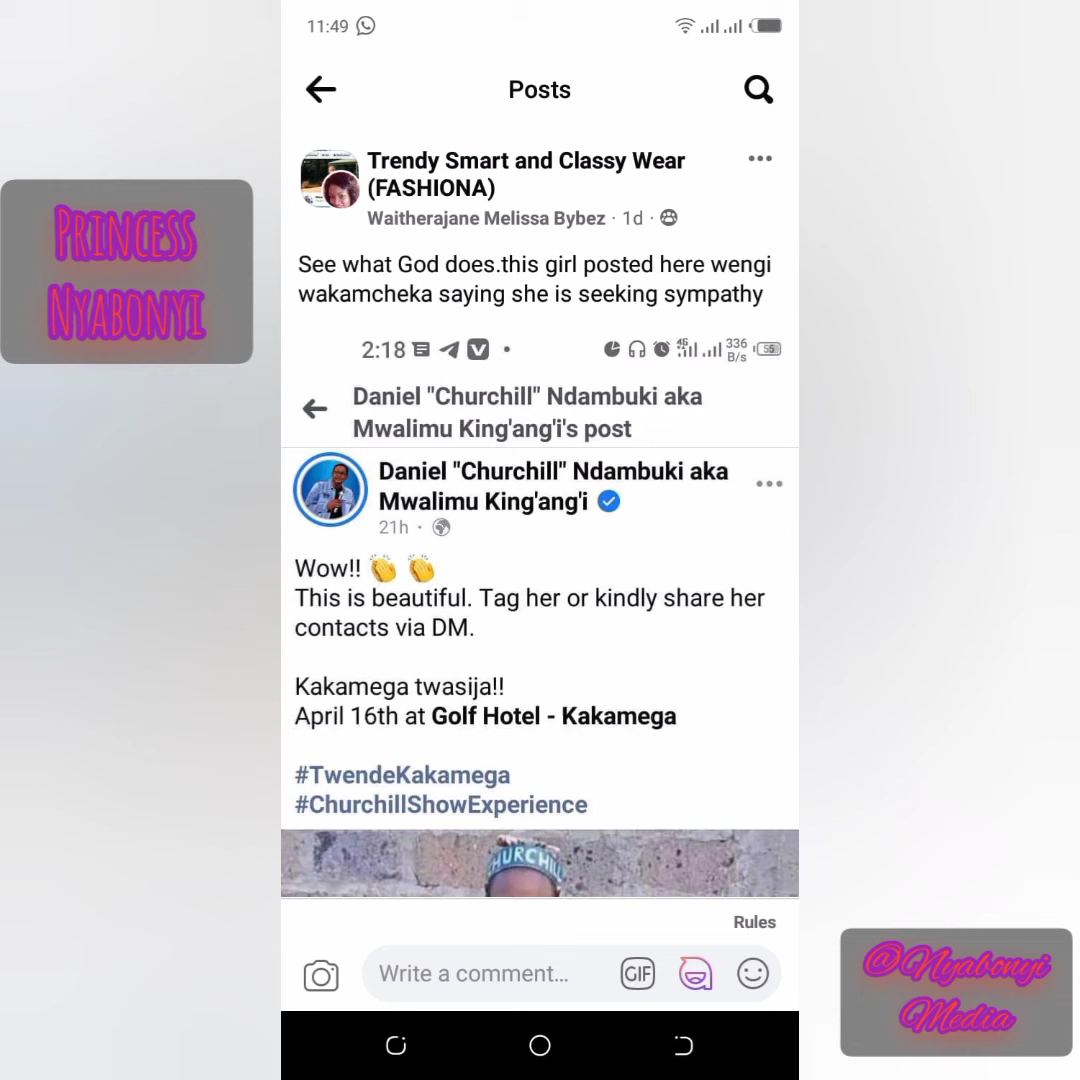 11:49
Posts
Princess
Nyabonyi
Trendy Smart and Classy Wear
(FASHIONA)
Waitherajane Melissa Bybez · 1d ·
See what God does.this girl posted here wengi
wakamcheka saying she is seeking sympathy
2:18 • 4G 336 B/s 55
Daniel "Churchill" Ndambuki aka
Mwalimu King'ang'i's post
Daniel "Churchill" Ndambuki aka
Mwalimu King'ang'i
21h ·
Wow!! 👏 👏
This is beautiful. Tag her or kindly share her
contacts via DM.
Kakamega twasija!!
April 16th at Golf Hotel - Kakamega
#TwendeKakamega
#ChurchillShowExperience
CHURCHILL
Rules
Write a comment... GIF
@Nyabonyi
Media